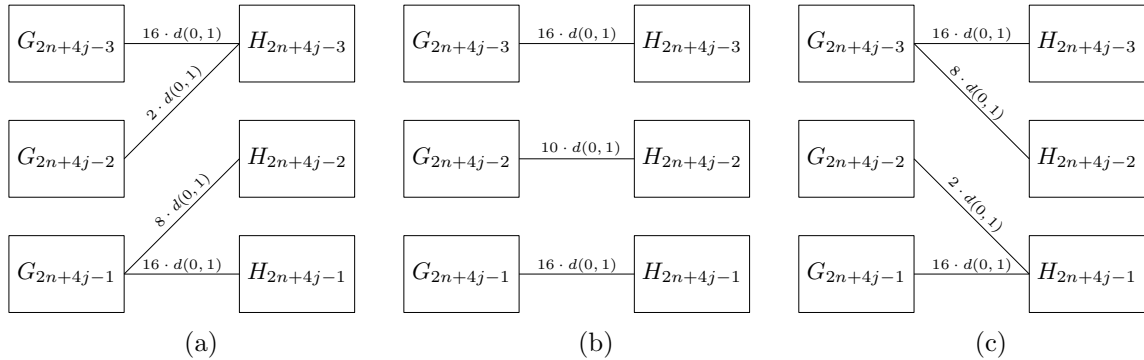 G_{2n+4j−3} 16 · d(0, 1) H_{2n+4j−3}
2 · d(0, 1)
G_{2n+4j−2} H_{2n+4j−2}
8 · d(0, 1)
G_{2n+4j−1} 16 · d(0, 1) H_{2n+4j−1}
(a)
G_{2n+4j−3} 16 · d(0, 1) H_{2n+4j−3}
G_{2n+4j−2} 10 · d(0, 1) H_{2n+4j−2}
G_{2n+4j−1} 16 · d(0, 1) H_{2n+4j−1}
(b)
G_{2n+4j−3} 16 · d(0, 1) H_{2n+4j−3}
8 · d(0, 1)
G_{2n+4j−2} H_{2n+4j−2}
2 · d(0, 1)
G_{2n+4j−1} 16 · d(0, 1) H_{2n+4j−1}
(c)